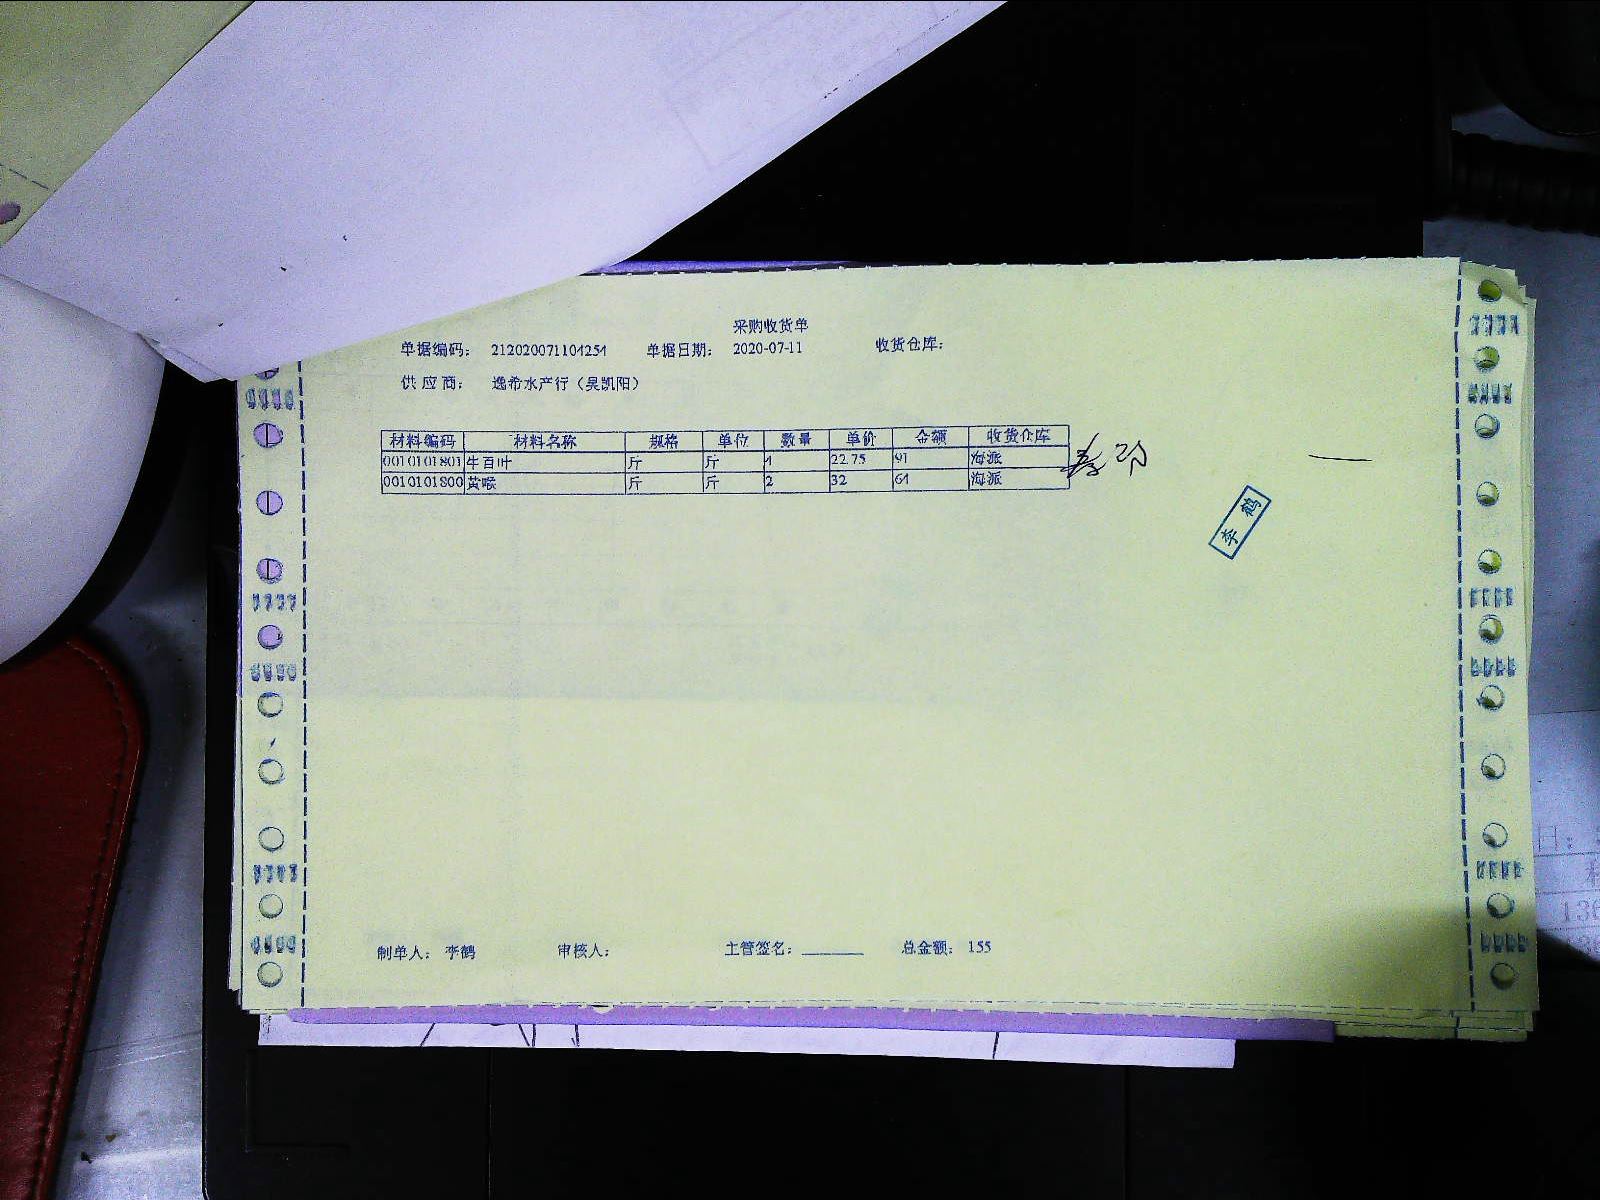 采购收货单
单据编码： 212020071104254 单据日期： 2020-07-11 收货仓库：
供 应 商： 逸希水产行（吴凯阳）
材料编码 材料名称 规格 单位 数量 单价 金额 收货仓库
0010101801 牛百叶 斤 斤 4 22.75 91 海派
0010101800 黄喉 斤 斤 2 32 64 海派
李鹤
制单人： 李鹤 审核人： 主管签名： 总金额： 155
日：
130